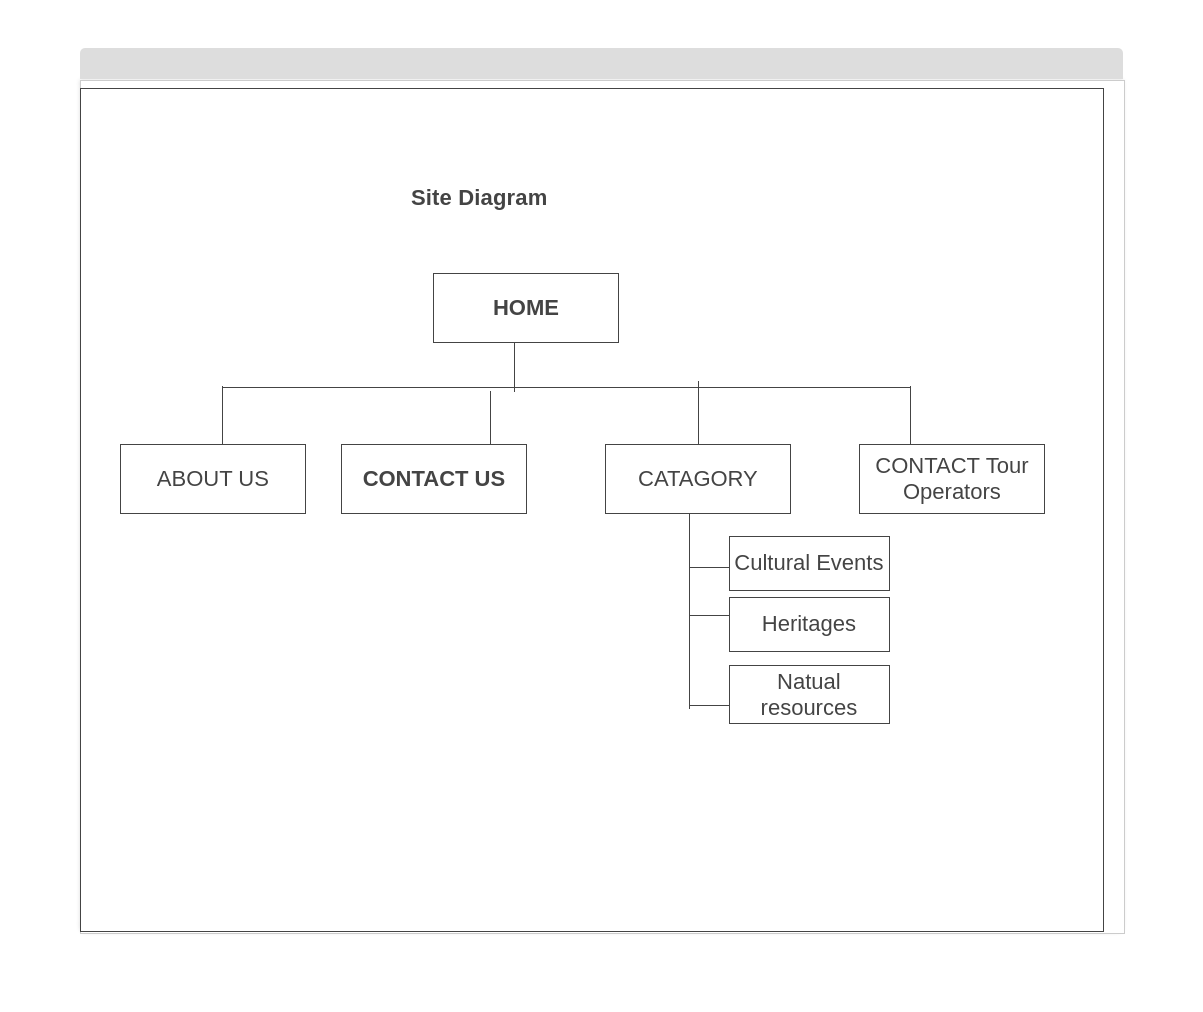 Site Diagram
HOME
ABOUT US
CONTACT US
CATAGORY
CONTACT Tour
Operators
Cultural Events
Heritages
Natual
resources